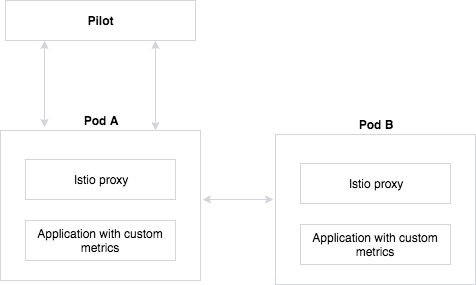 Pilot
Pod A
Istio proxy
Application with custom
metrics
Pod B
Istio proxy
Application with custom
metrics